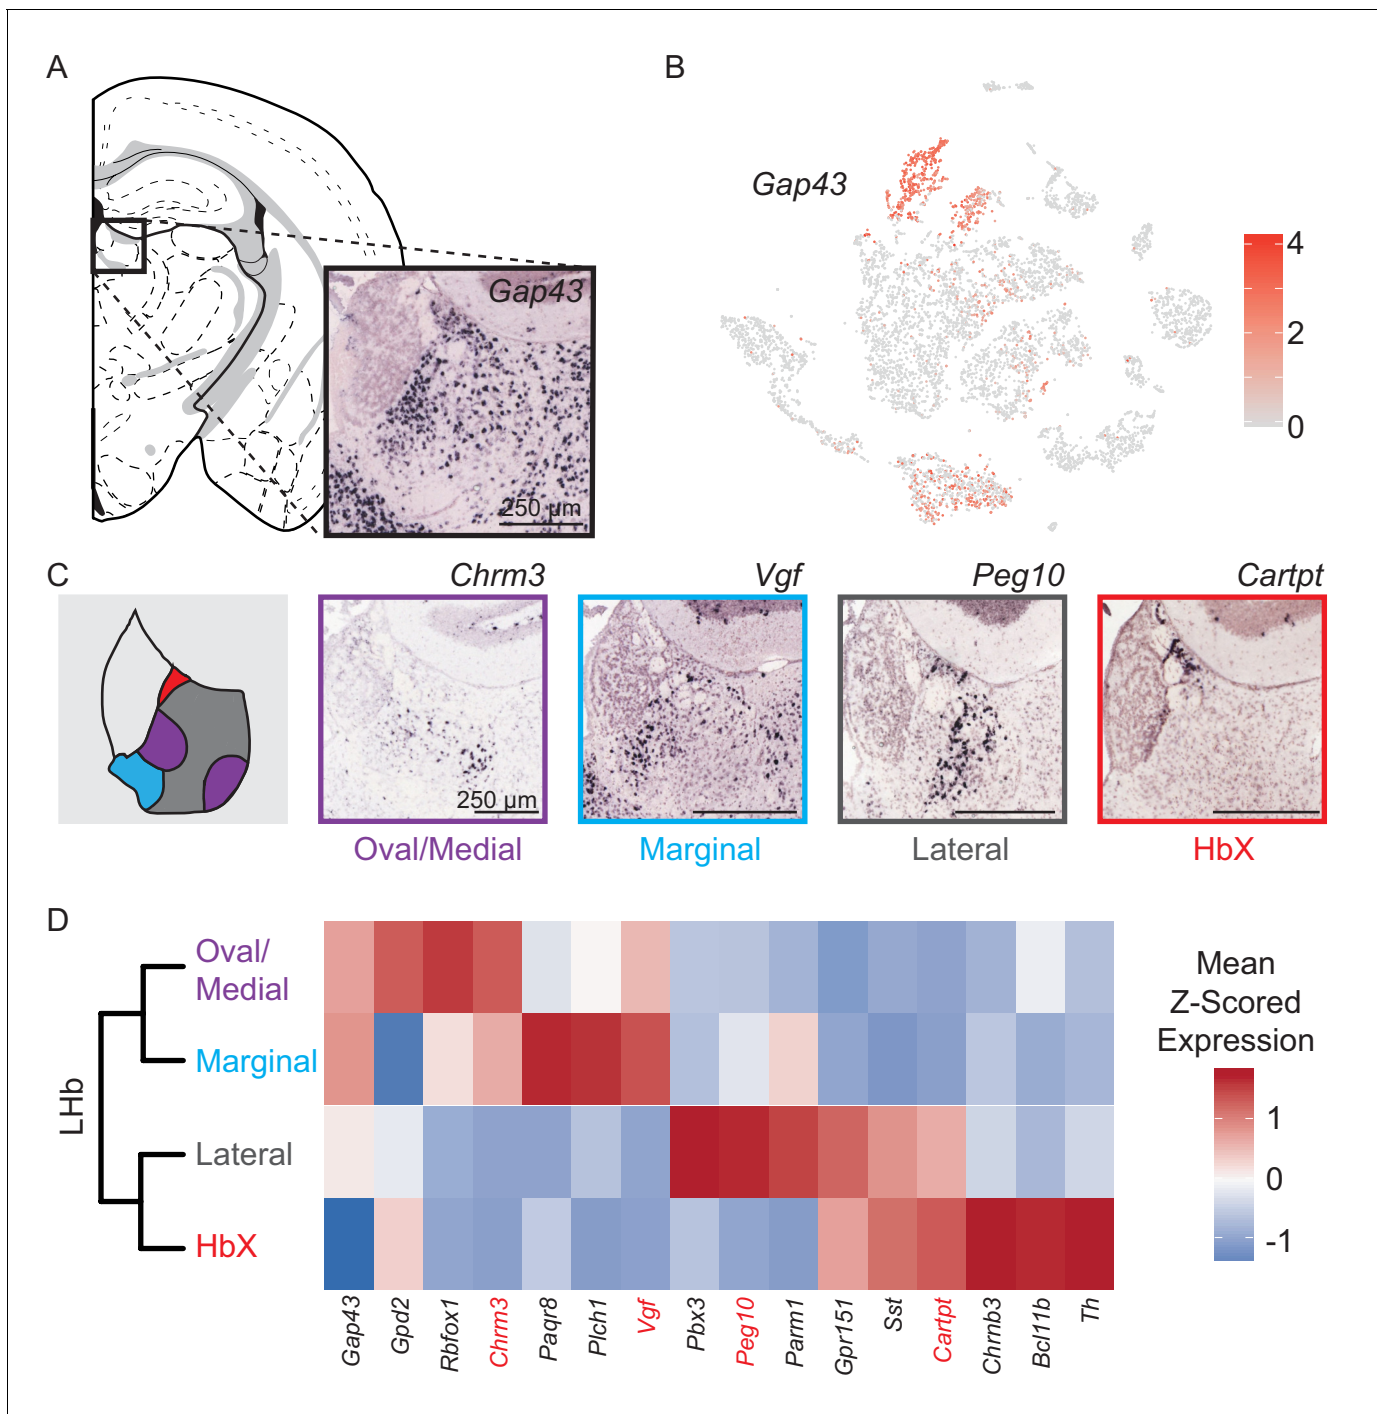 A
B
Gap43
Gap43
250 µm
4
2
0
C
Chrm3
Vgf
Peg10
Cartpt
250 µm
Oval/Medial
Marginal
Lateral
HbX
D
LHb
Oval/
Medial
Marginal
Lateral
HbX
Mean
Z-Scored
Expression
1
0
-1
Gap43
Gpd2
Rbfox1
Chrm3
Paqr8
Plch1
Vgf
Pbx3
Peg10
Parm1
Gpr151
Sst
Cartpt
Chrnb3
Bcl11b
Th